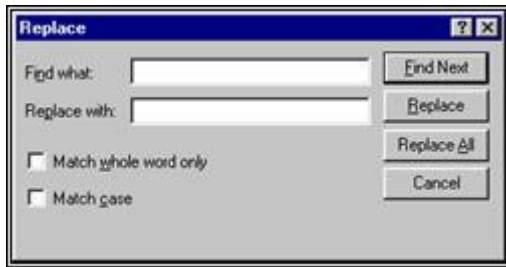 Replace
Find what:
Find Next
Replace with:
Replace
Replace All
Match whole word only
Cancel
Match case